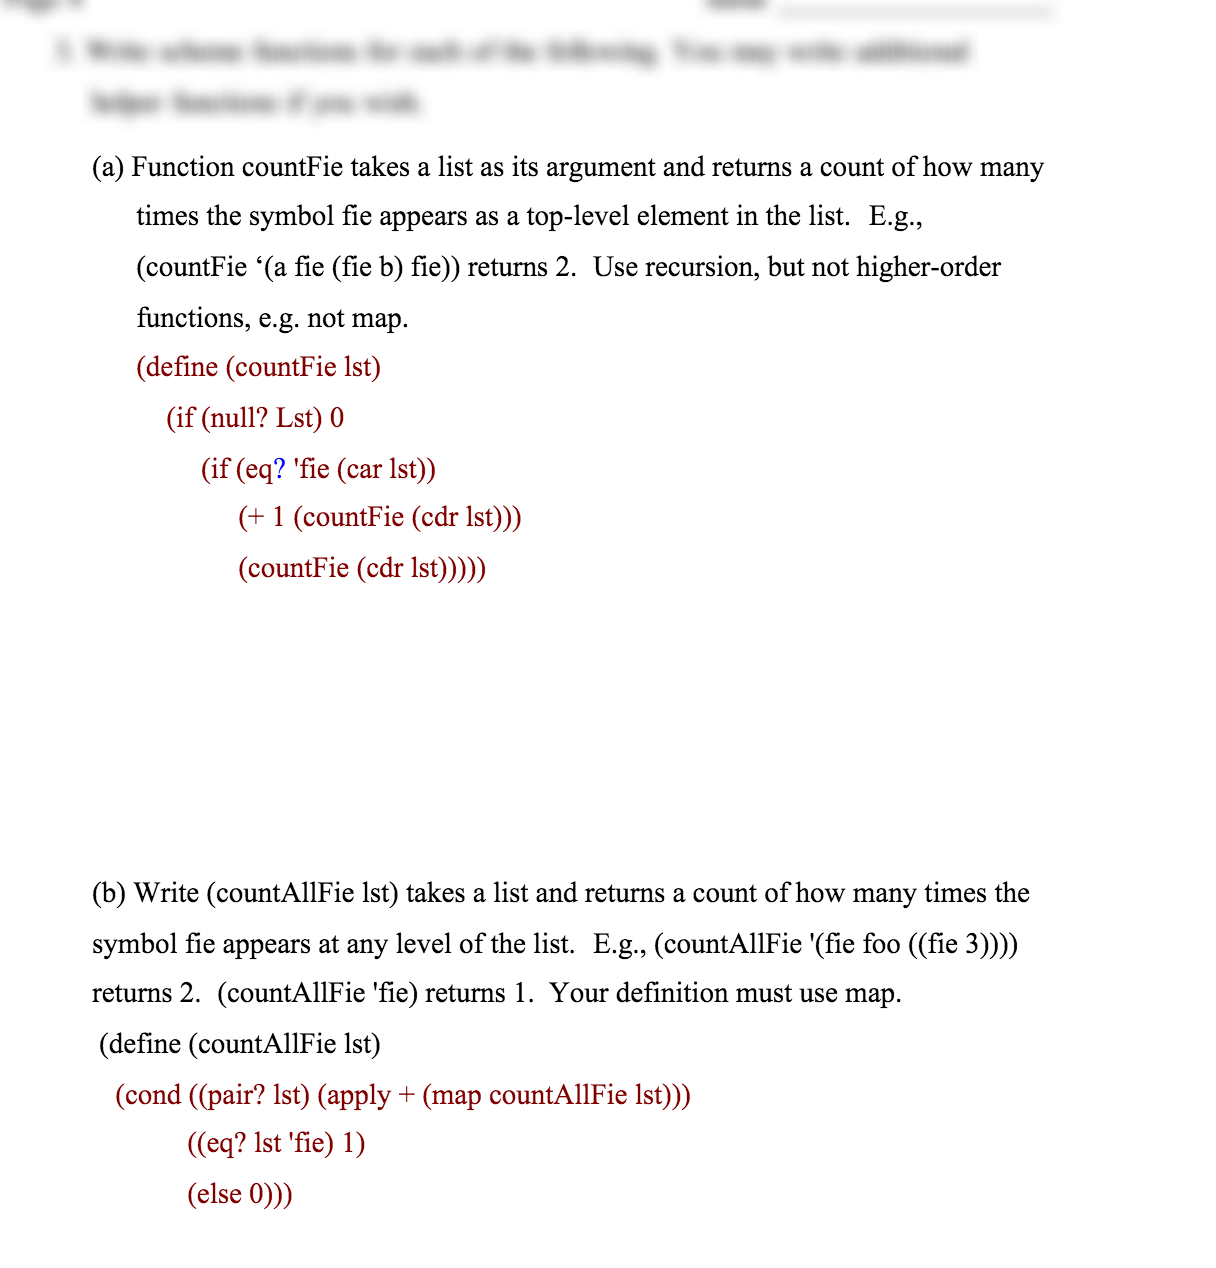 (a) Function countFie takes a list as its argument and returns a count of how many
times the symbol fie appears as a top-level element in the list.  E.g.,
(countFie ‘(a fie (fie b) fie)) returns 2.  Use recursion, but not higher-order
functions, e.g. not map.
(define (countFie lst)
(if (null? Lst) 0
(if (eq? 'fie (car lst))
(+ 1 (countFie (cdr lst)))
(countFie (cdr lst)))))
(b) Write (countAllFie lst) takes a list and returns a count of how many times the
symbol fie appears at any level of the list.  E.g., (countAllFie '(fie foo ((fie 3))))
returns 2.  (countAllFie 'fie) returns 1.  Your definition must use map.
(define (countAllFie lst)
(cond ((pair? lst) (apply + (map countAllFie lst)))
((eq? lst 'fie) 1)
(else 0)))